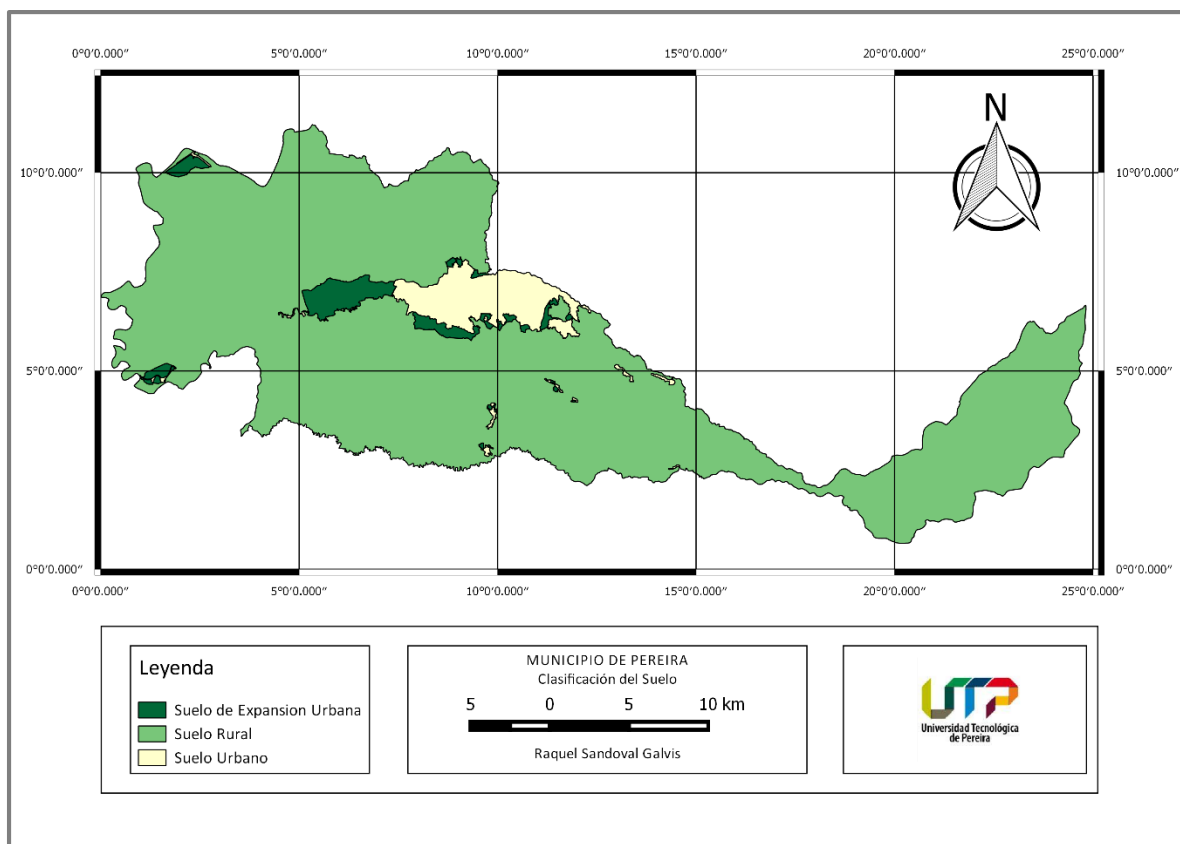 0°0′0.000″ 5°0′0.000″ 10°0′0.000″ 15°0′0.000″ 20°0′0.000″ 25°0′0.000″
N
10°0′0.000″ 10°0′0.000″
5°0′0.000″ 5°0′0.000″
0°0′0.000″ 0°0′0.000″
0°0′0.000″ 5°0′0.000″ 10°0′0.000″ 15°0′0.000″ 20°0′0.000″ 25°0′0.000″
Leyenda
Suelo de Expansion Urbana
Suelo Rural
Suelo Urbano
MUNICIPIO DE PEREIRA
Clasificación del Suelo
5 0 5 10 km
Raquel Sandoval Galvis
UTP
Universidad Tecnológica
de Pereira